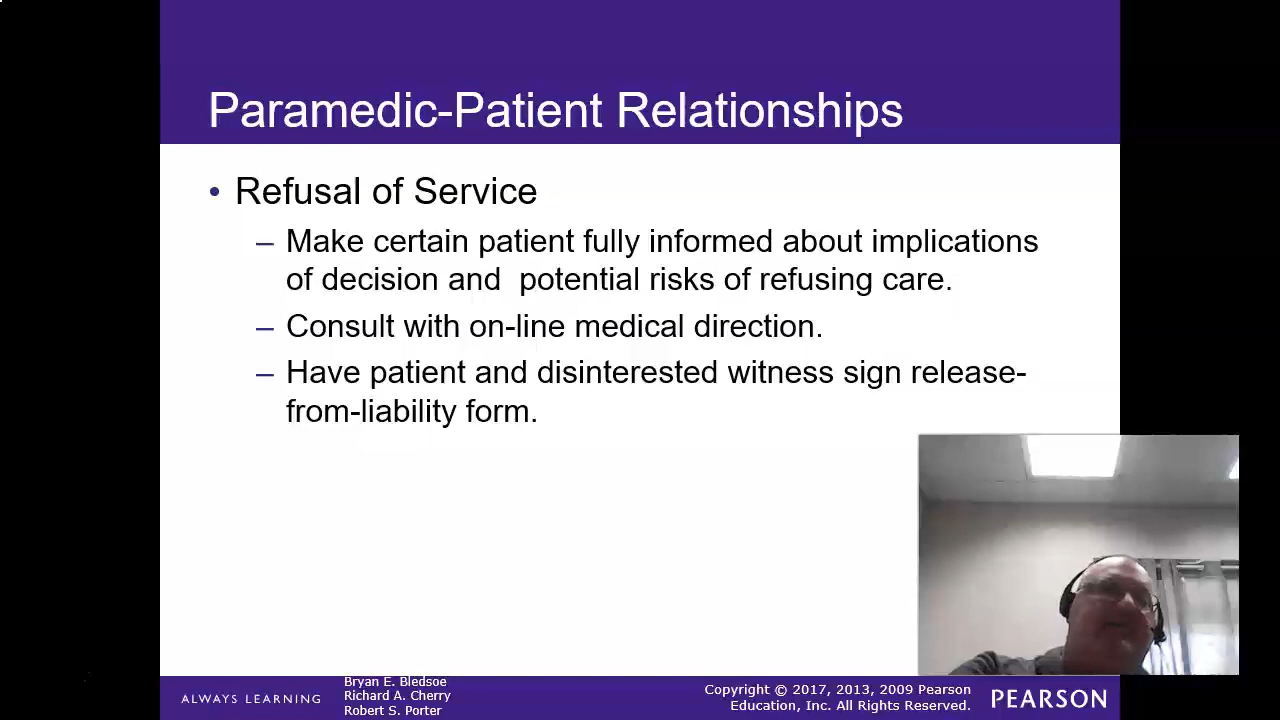 Paramedic-Patient Relationships
• Refusal of Service
– Make certain patient fully informed about implications
of decision and  potential risks of refusing care.
– Consult with on-line medical direction.
– Have patient and disinterested witness sign release-
from-liability form.
ALWAYS LEARNING
Bryan E. Bledsoe
Richard A. Cherry
Robert S. Porter
Copyright © 2017, 2013, 2009 Pearson
Education, Inc. All Rights Reserved.
PEARSON